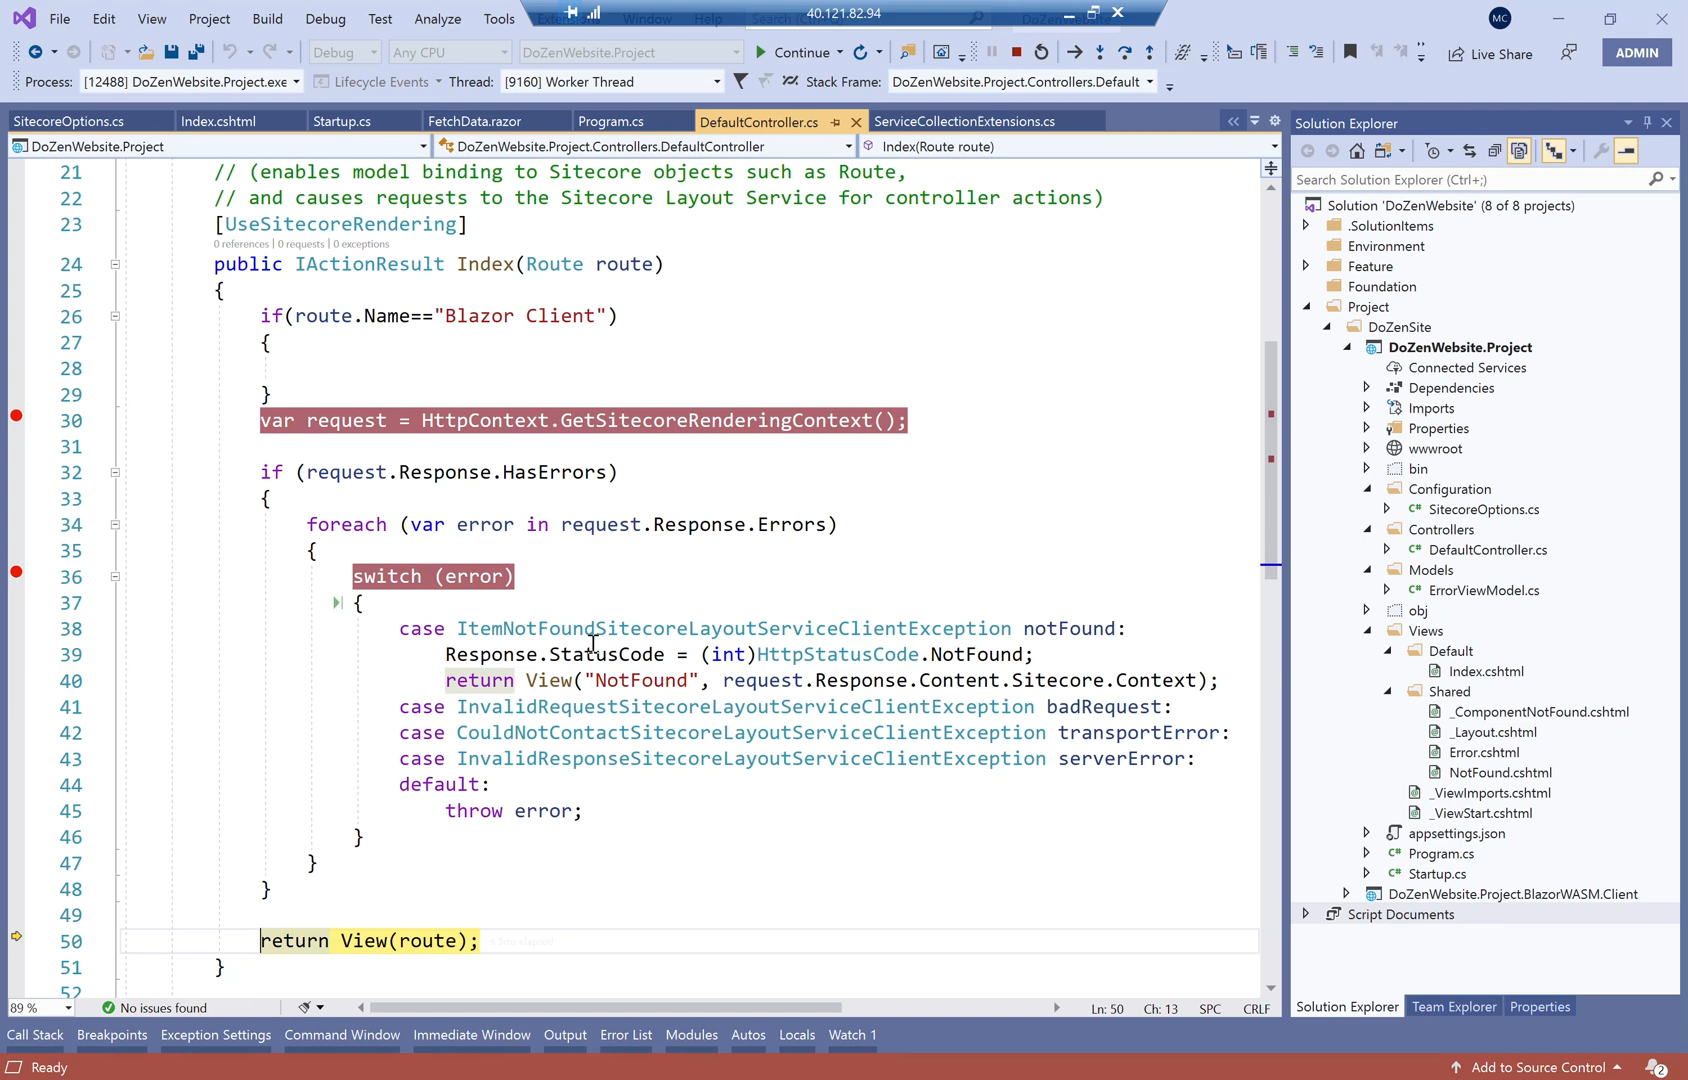 File Edit View Project Build Debug Test Analyze Tools Extensions Window Help Search (Ctrl+Q) 40.121.82.94 DoZenWebsite MC
Debug Any CPU DoZenWebsite.Project Continue Live Share ADMIN
Process: [12488] DoZenWebsite.Project.exe Lifecycle Events Thread: [9160] Worker Thread Stack Frame: DoZenWebsite.Project.Controllers.Default
SitecoreOptions.cs Index.cshtml Startup.cs FetchData.razor Program.cs DefaultController.cs ServiceCollectionExtensions.cs
DoZenWebsite.Project DoZenWebsite.Project.Controllers.DefaultController Index(Route route)
21 // (enables model binding to Sitecore objects such as Route,
22 // and causes requests to the Sitecore Layout Service for controller actions)
23 [UseSitecoreRendering]
0 references | 0 requests | 0 exceptions
24 public IActionResult Index(Route route)
25 {
26 if(route.Name=="Blazor Client")
27 {
28
29 }
30 var request = HttpContext.GetSitecoreRenderingContext();
31
32 if (request.Response.HasErrors)
33 {
34 foreach (var error in request.Response.Errors)
35 {
36 switch (error)
37 {
38 case ItemNotFoundSitecoreLayoutServiceClientException notFound:
39 Response.StatusCode = (int)HttpStatusCode.NotFound;
40 return View("NotFound", request.Response.Content.Sitecore.Context);
41 case InvalidRequestSitecoreLayoutServiceClientException badRequest:
42 case CouldNotContactSitecoreLayoutServiceClientException transportError:
43 case InvalidResponseSitecoreLayoutServiceClientException serverError:
44 default:
45 throw error;
46 }
47 }
48 }
49
50 return View(route);
51 }
52
89 % No issues found Ln: 50 Ch: 13 SPC CRLF
Solution Explorer
Search Solution Explorer (Ctrl+;)
Solution 'DoZenWebsite' (8 of 8 projects)
.SolutionItems
Environment
Feature
Foundation
Project
DoZenSite
DoZenWebsite.Project
Connected Services
Dependencies
Imports
Properties
wwwroot
bin
Configuration
C# SitecoreOptions.cs
Controllers
C# DefaultController.cs
Models
C# ErrorViewModel.cs
obj
Views
Default
Index.cshtml
Shared
_ComponentNotFound.cshtml
_Layout.cshtml
Error.cshtml
NotFound.cshtml
_ViewImports.cshtml
_ViewStart.cshtml
appsettings.json
C# Program.cs
C# Startup.cs
DoZenWebsite.Project.BlazorWASM.Client
Script Documents
Solution Explorer Team Explorer Properties
Call Stack Breakpoints Exception Settings Command Window Immediate Window Output Error List Modules Autos Locals Watch 1
Ready Add to Source Control 2